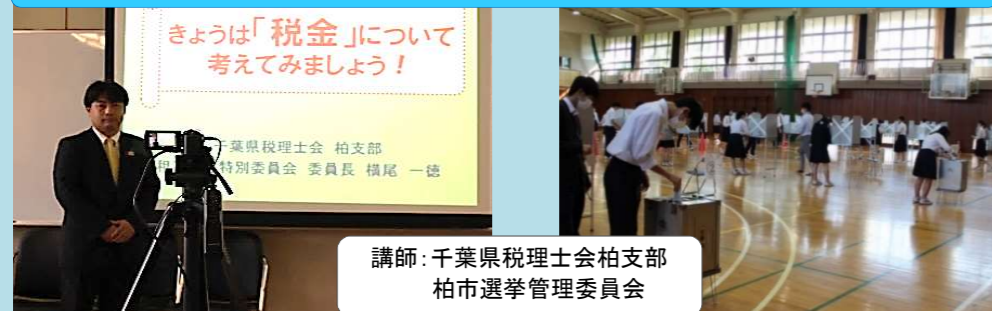 きょうは「税金」について
考えてみましょう！
千葉県税理士会 柏支部
特別委員会 委員長 横尾 一徳
講師：千葉県税理士会柏支部
柏市選挙管理委員会